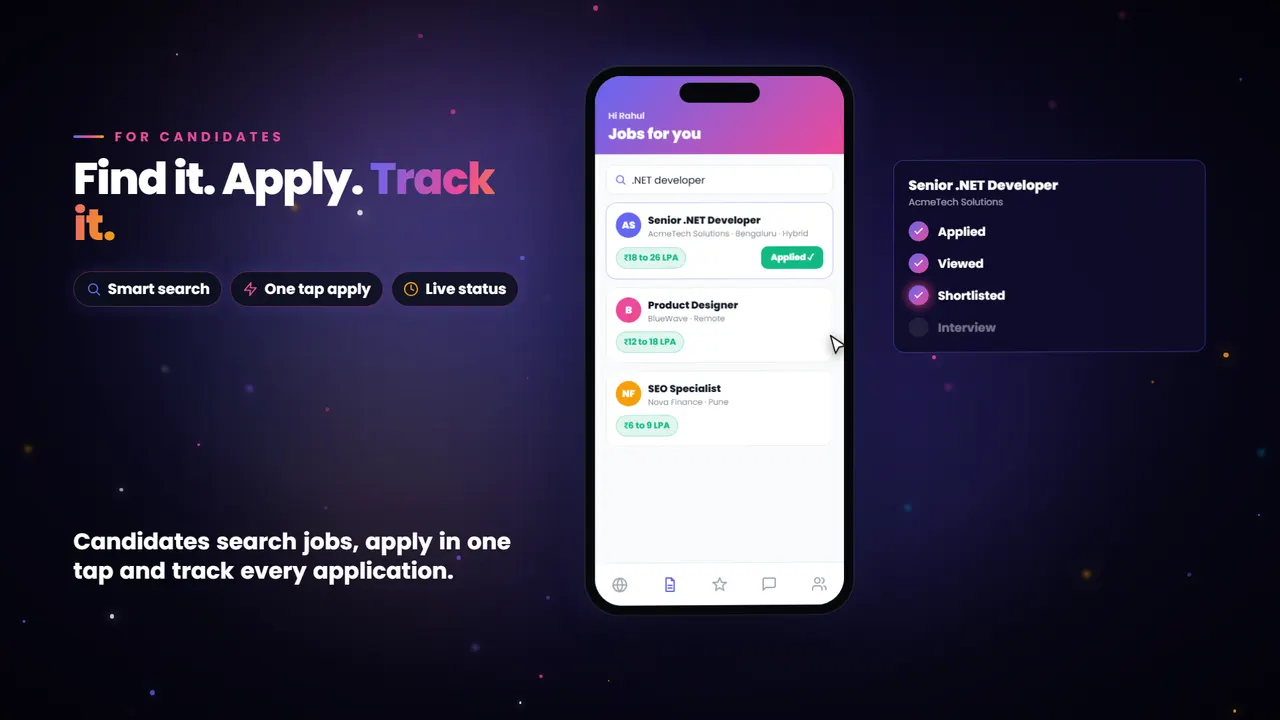 FOR CANDIDATES
Find it. Apply. Track
it.
Smart search
One tap apply
Live status
Candidates search jobs, apply in one
tap and track every application.
Hi Rahul
Jobs for you
.NET developer
AS
Senior .NET Developer
AcmeTech Solutions · Bengaluru · Hybrid
₹18 to 26 LPA
Applied ✓
B
Product Designer
BlueWave · Remote
₹12 to 18 LPA
NF
SEO Specialist
Nova Finance · Pune
₹6 to 9 LPA
Senior .NET Developer
AcmeTech Solutions
Applied
Viewed
Shortlisted
Interview